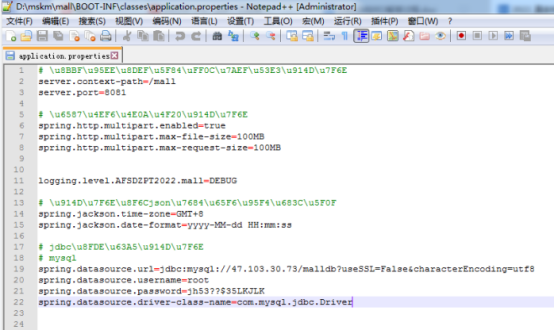 D:\mskm\mall\BOOT-INF\classes\application.properties - Notepad++ [Administrator]
文件(F) 编辑(E) 搜索(S) 视图(V) 编码(N) 语言(L) 设置(T) 工具(O) 宏(M) 运行(R) 插件(P) 窗口(W) ?
application.properties
1 # \u8BBF\u95EE\u8DEF\u5F84\uFF0C\u7AEF\u53E3\u914D\u7F6E
2 server.context-path=/mall
3 server.port=8081
4
5 # \u6587\u4EF6\u4E0A\u4F20\u914D\u7F6E
6 spring.http.multipart.enabled=true
7 spring.http.multipart.max-file-size=100MB
8 spring.http.multipart.max-request-size=100MB
9
10
11 logging.level.AFSDZPT2022.mall=DEBUG
12
13 # \u914D\u7F6E\u8F6Cjson\u7684\u65F6\u95F4\u683C\u5F0F
14 spring.jackson.time-zone=GMT+8
15 spring.jackson.date-format=yyyy-MM-dd HH:mm:ss
16
17 # jdbc\u8FDE\u63A5\u914D\u7F6E
18 # mysql
19 spring.datasource.url=jdbc:mysql://47.103.30.73/malldb?useSSL=False&characterEncoding=utf8
20 spring.datasource.username=root
21 spring.datasource.password=jh53??$35LKJLK
22 spring.datasource.driver-class-name=com.mysql.jdbc.Driver
23
24